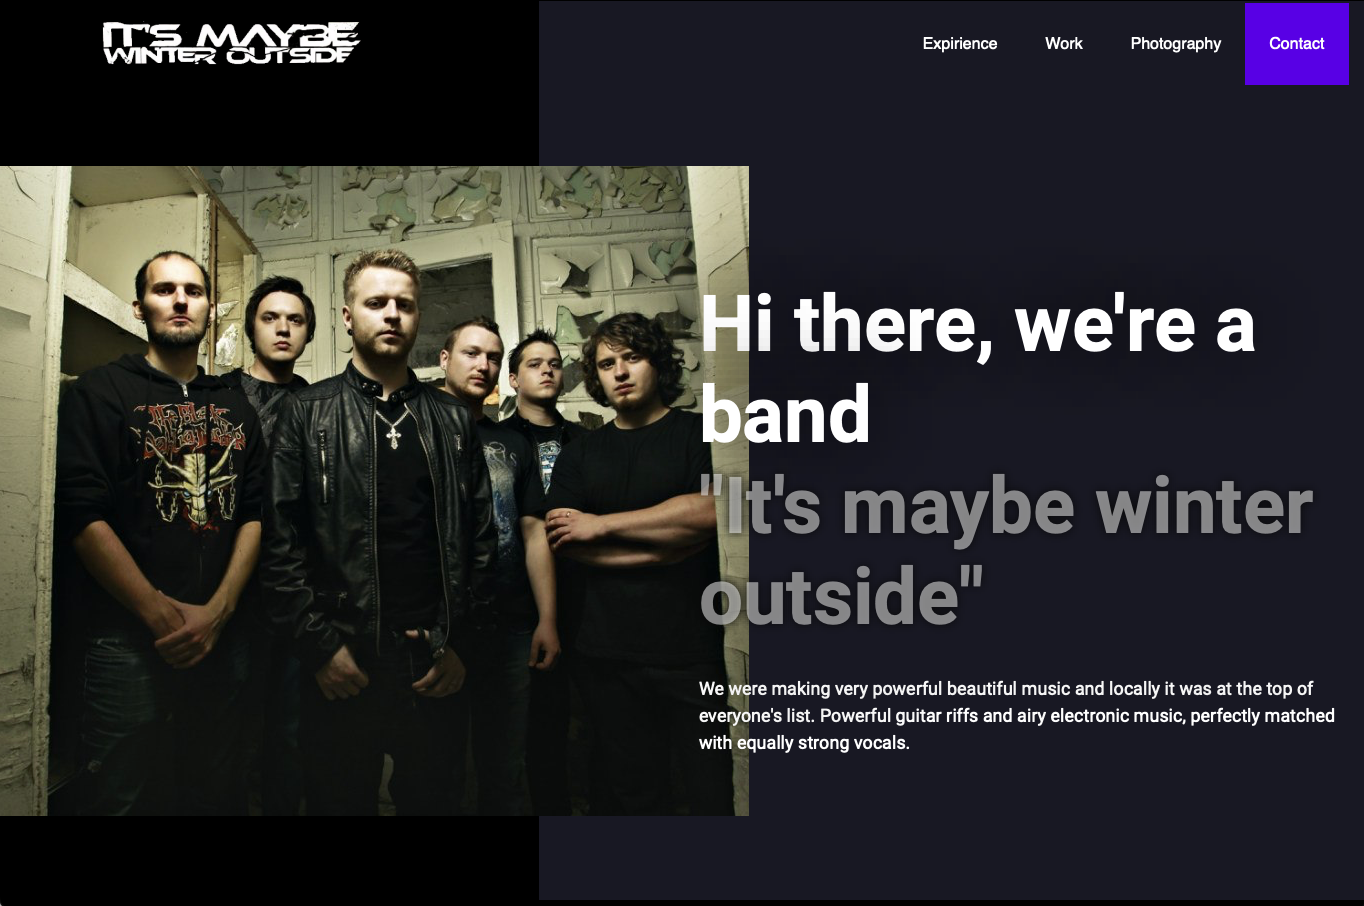 IT'S MAYBE
WINTER OUTSIDE
Expirience Work Photography Contact
Hi there, we're a
band
"It's maybe winter
outside"
We were making very powerful beautiful music and locally it was at the top of
everyone's list. Powerful guitar riffs and airy electronic music, perfectly matched
with equally strong vocals.